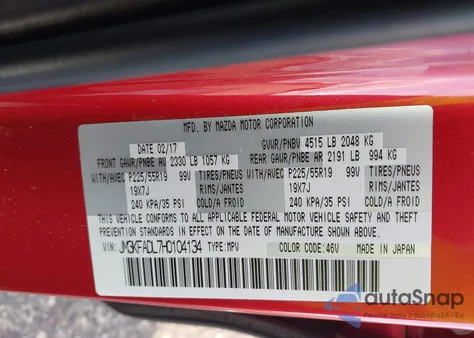 MFD. BY MAZDA MOTOR CORPORATION
DATE 02/17 GVWR/PNBV 4515 LB 2048 KG
FRONT GAWR/PNBE AV 2330 LB 1057 KG REAR GAWR/PNBE AR 2191 LB 994 KG
WITH/AVEC P225/55R19 99V TIRES/PNEUS WITH/AVEC P225/55R19 99V TIRES/PNEUS
19X7J RIMS/JANTES 19X7J RIMS/JANTES
240 KPA/35 PSI COLD/A FROID 240 KPA/35 PSI COLD/A FROID
THIS VEHICLE CONFORMS TO ALL APPLICABLE FEDERAL MOTOR VEHICLE SAFETY, BUMPER, AND THEFT
PREVENTION STANDARDS IN EFFECT ON THE DATE OF MANUFACTURE SHOWN ABOVE.
VIN: JM3KFADL7H0104134 TYPE: MPV COLOR CODE: 46V MADE IN JAPAN
autoSnap
Powered by